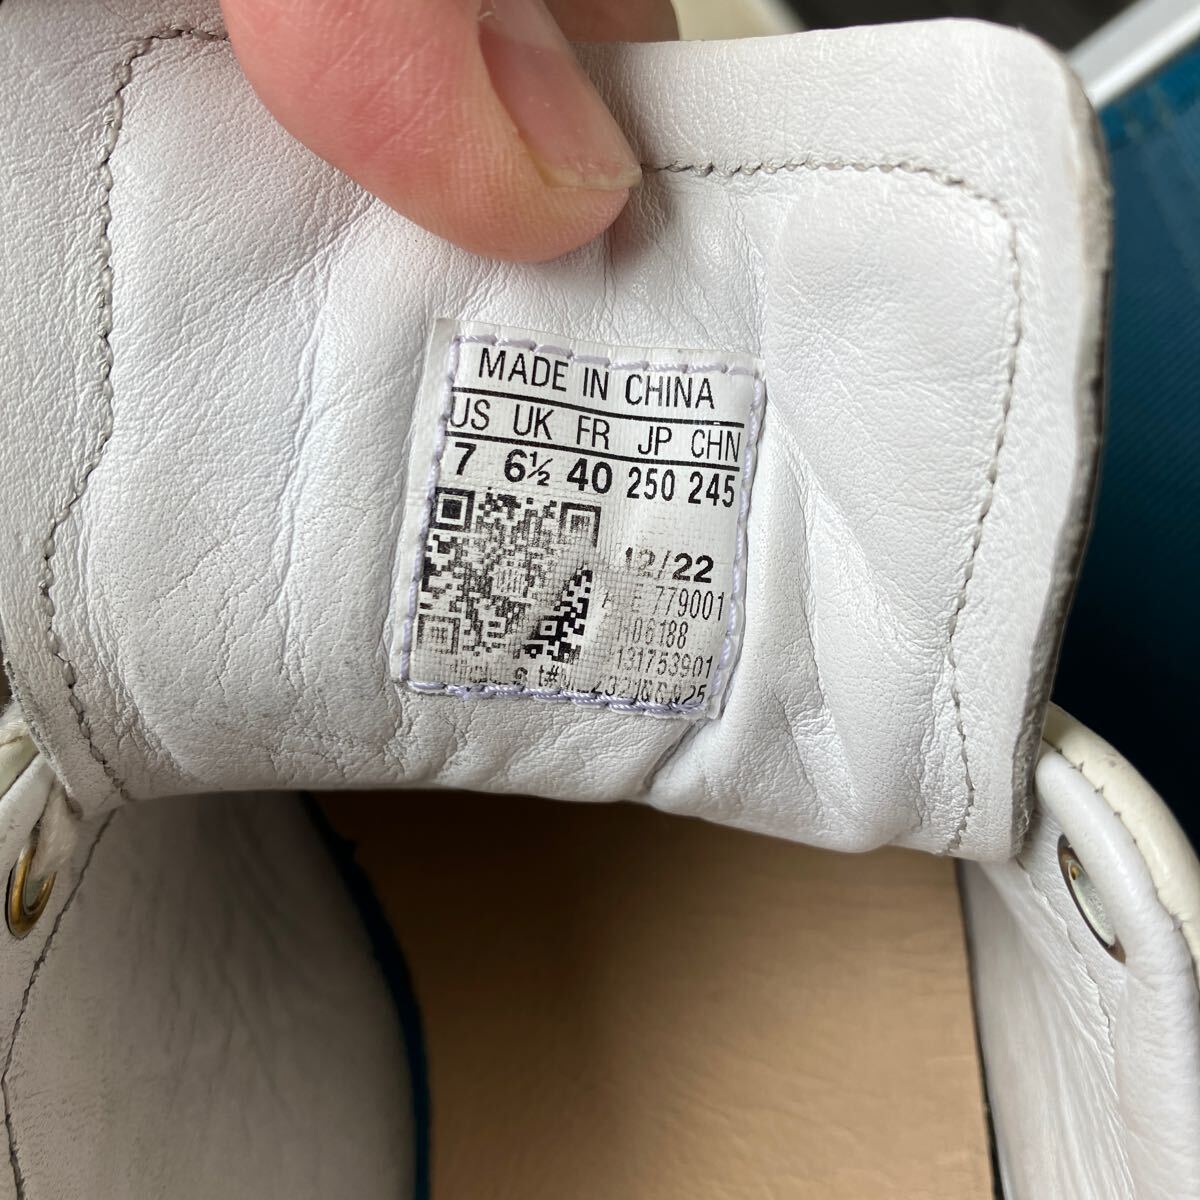 MADE IN CHINA
US UK FR JP CHN
7 6½ 40 250 245
12/22
779001
H06188
131753901